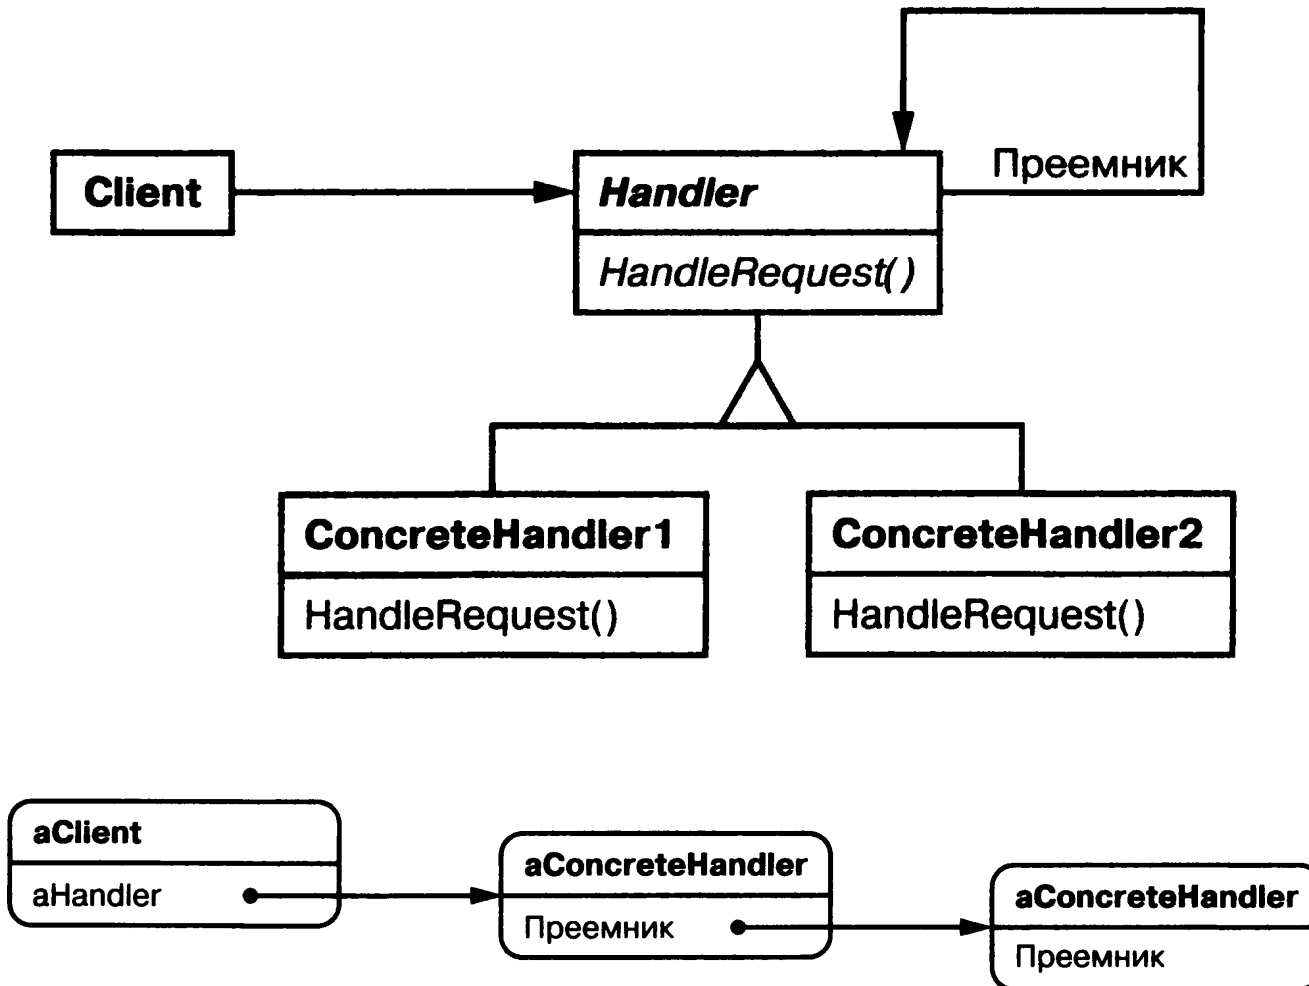 Client
Handler
Преемник
HandleRequest()
ConcreteHandler1
HandleRequest()
ConcreteHandler2
HandleRequest()
aClient
aHandler
aConcreteHandler
Преемник
aConcreteHandler
Преемник